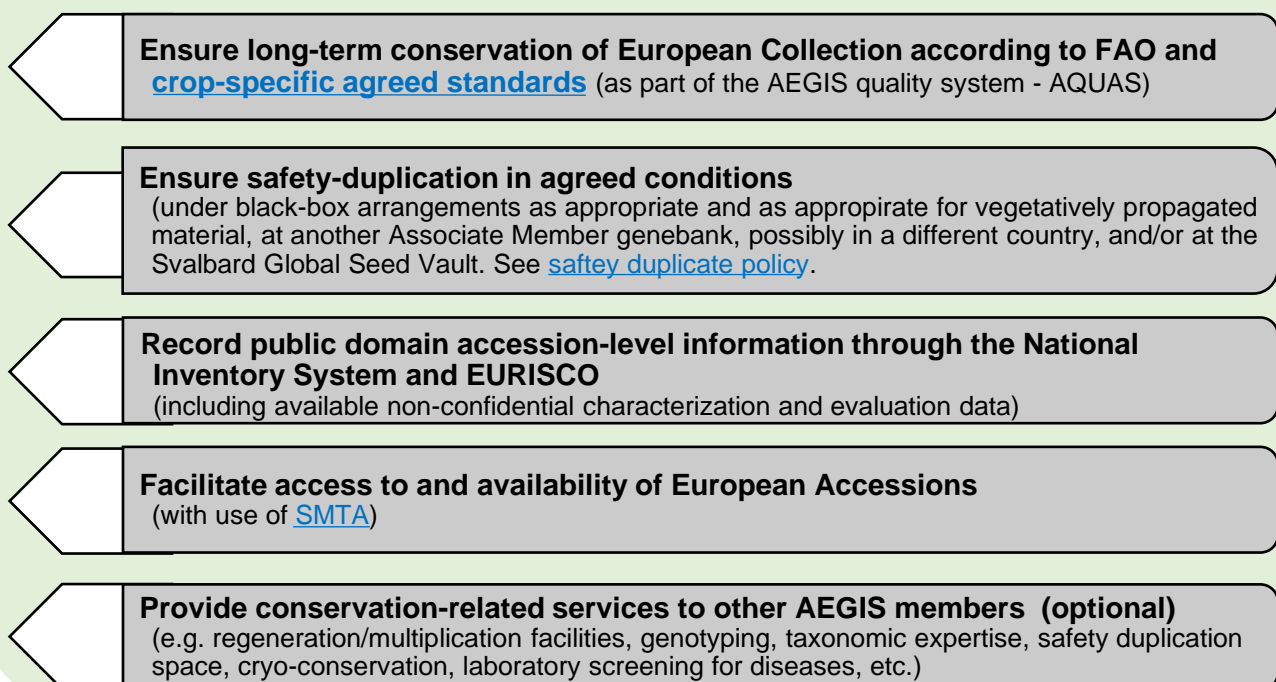 Ensure long-term conservation of European Collection according to FAO and
crop-specific agreed standards (as part of the AEGIS quality system - AQUAS)
Ensure safety-duplication in agreed conditions
(under black-box arrangements as appropriate and as appropirate for vegetatively propagated
material, at another Associate Member genebank, possibly in a different country, and/or at the
Svalbard Global Seed Vault. See saftey duplicate policy.
Record public domain accession-level information through the National
Inventory System and EURISCO
(including available non-confidential characterization and evaluation data)
Facilitate access to and availability of European Accessions
(with use of SMTA)
Provide conservation-related services to other AEGIS members (optional)
(e.g. regeneration/multiplication facilities, genotyping, taxonomic expertise, safety duplication
space, cryo-conservation, laboratory screening for diseases, etc.)